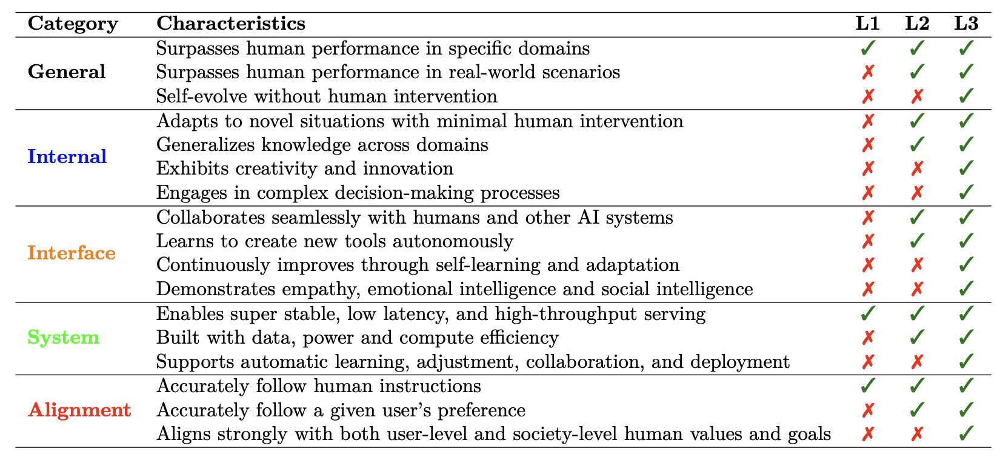 Category Characteristics L1 L2 L3
Surpasses human performance in specific domains ✓ ✓ ✓
General Surpasses human performance in real-world scenarios ✗ ✓ ✓
Self-evolve without human intervention ✗ ✗ ✓
Adapts to novel situations with minimal human intervention ✗ ✓ ✓
Internal Generalizes knowledge across domains ✗ ✓ ✓
Exhibits creativity and innovation ✗ ✗ ✓
Engages in complex decision-making processes ✗ ✗ ✓
Collaborates seamlessly with humans and other AI systems ✗ ✓ ✓
Interface Learns to create new tools autonomously ✗ ✓ ✓
Continuously improves through self-learning and adaptation ✗ ✗ ✓
Demonstrates empathy, emotional intelligence and social intelligence ✗ ✗ ✓
Enables super stable, low latency, and high-throughput serving ✓ ✓ ✓
System Built with data, power and compute efficiency ✗ ✓ ✓
Supports automatic learning, adjustment, collaboration, and deployment ✗ ✗ ✓
Accurately follow human instructions ✓ ✓ ✓
Alignment Accurately follow a given user's preference ✗ ✓ ✓
Aligns strongly with both user-level and society-level human values and goals ✗ ✗ ✓